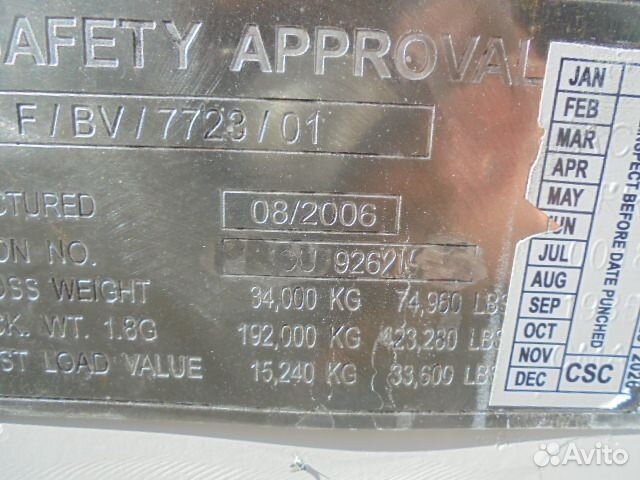 AFETY APPROVAL
F/BV/7723/01
CTURED 08/2006
ON NO. 9262
OSS WEIGHT 34,000 KG 74,960 LBS
CK. WT. 1.8G 192,000 KG 423,280 LBS
ST LOAD VALUE 15,240 KG 33,600 LBS
JAN
FEB
MAR
APR
MAY
JUL
AUG
SEP
OCT
NOV
DEC
CSC
BEFORE DATE PUNCHED
Avito